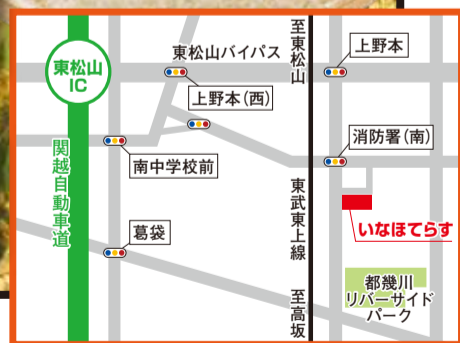 東松山
IC
関越自動車道
東松山バイパス
上野本(西)
南中学校前
葛袋
至東松山
東武東上線
至高坂
上野本
消防署(南)
いなほてらす
都幾川
リバーサイド
パーク